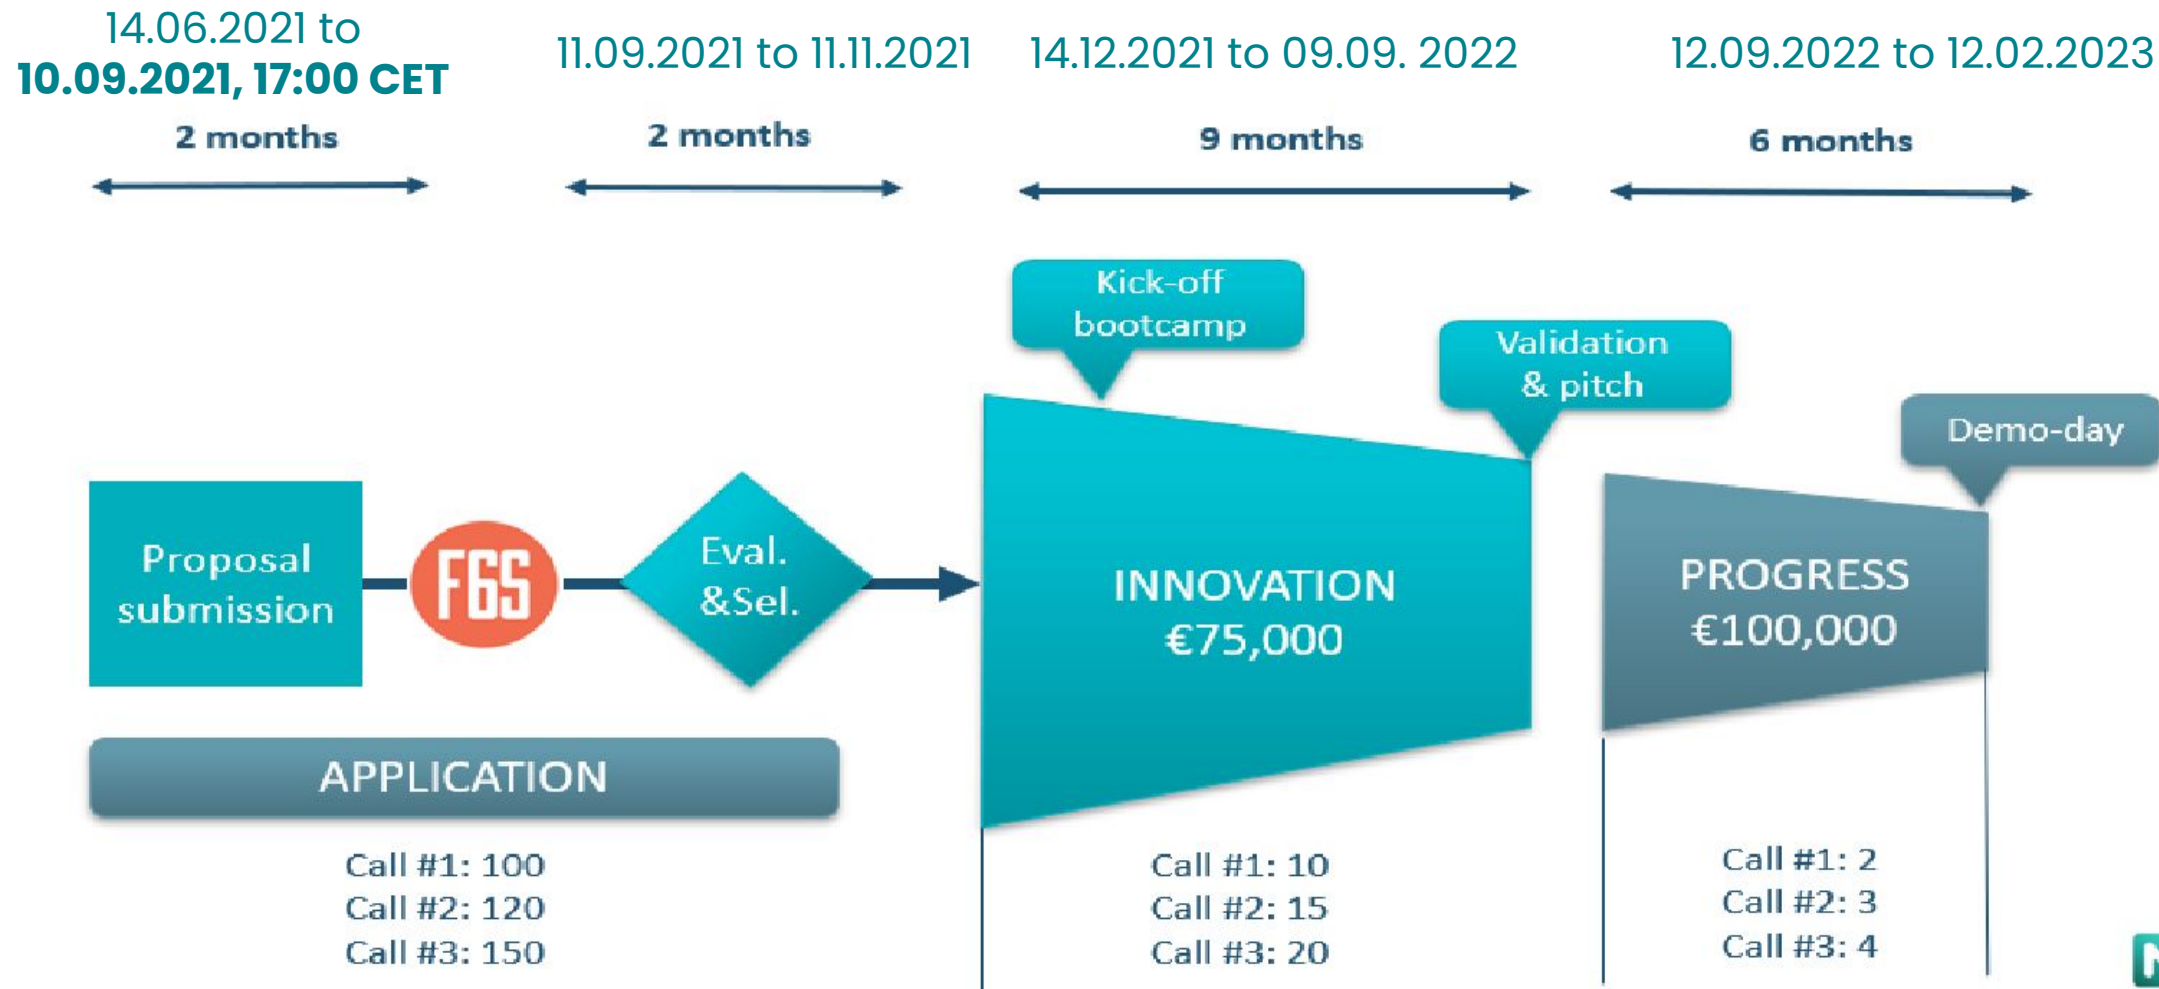 14.06.2021 to
10.09.2021, 17:00 CET
11.09.2021 to 11.11.2021
14.12.2021 to 09.09. 2022
12.09.2022 to 12.02.2023
2 months
2 months
9 months
6 months
Kick-off
bootcamp
Validation
& pitch
Demo-day
Proposal
submission
F6S
Eval.
&Sel.
INNOVATION
€75,000
PROGRESS
€100,000
APPLICATION
Call #1: 100
Call #2: 120
Call #3: 150
Call #1: 10
Call #2: 15
Call #3: 20
Call #1: 2
Call #2: 3
Call #3: 4